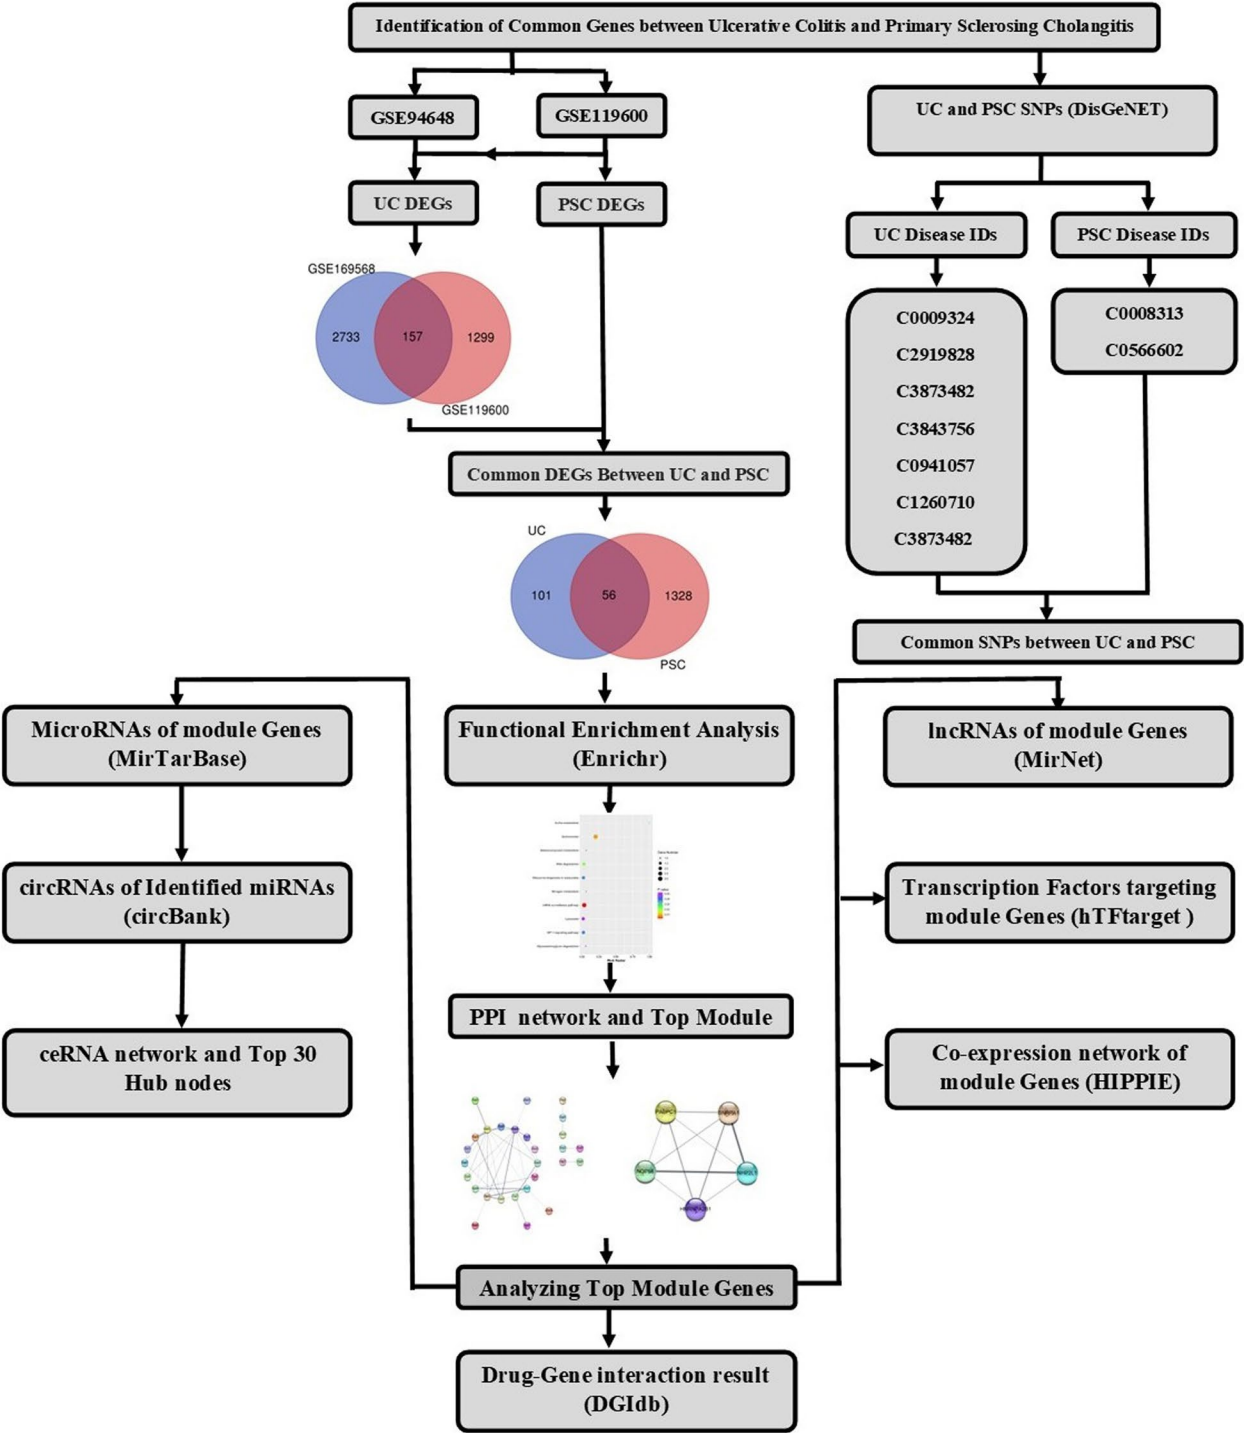 Identification of Common Genes between Ulcerative Colitis and Primary Sclerosing Cholangitis
GSE94648
GSE119600
UC DEGs
PSC DEGs
GSE169568
2733
157
1299
GSE119600
Common DEGs Between UC and PSC
UC
101
56
1328
PSC
UC and PSC SNPs (DisGeNET)
UC Disease IDs
PSC Disease IDs
C0009324
C2919828
C3873482
C3843756
C0941057
C1260710
C3873482
C0008313
C0566602
Common SNPs between UC and PSC
MicroRNAs of module Genes
(MirTarBase)
circRNAs of Identified miRNAs
(circBank)
ceRNA network and Top 30
Hub nodes
Functional Enrichment Analysis
(Enrichr)
PPI network and Top Module
Analyzing Top Module Genes
Drug-Gene interaction result
(DGIdb)
lncRNAs of module Genes
(MirNet)
Transcription Factors targeting
module Genes (hTFtarget )
Co-expression network of
module Genes (HIPPIE)